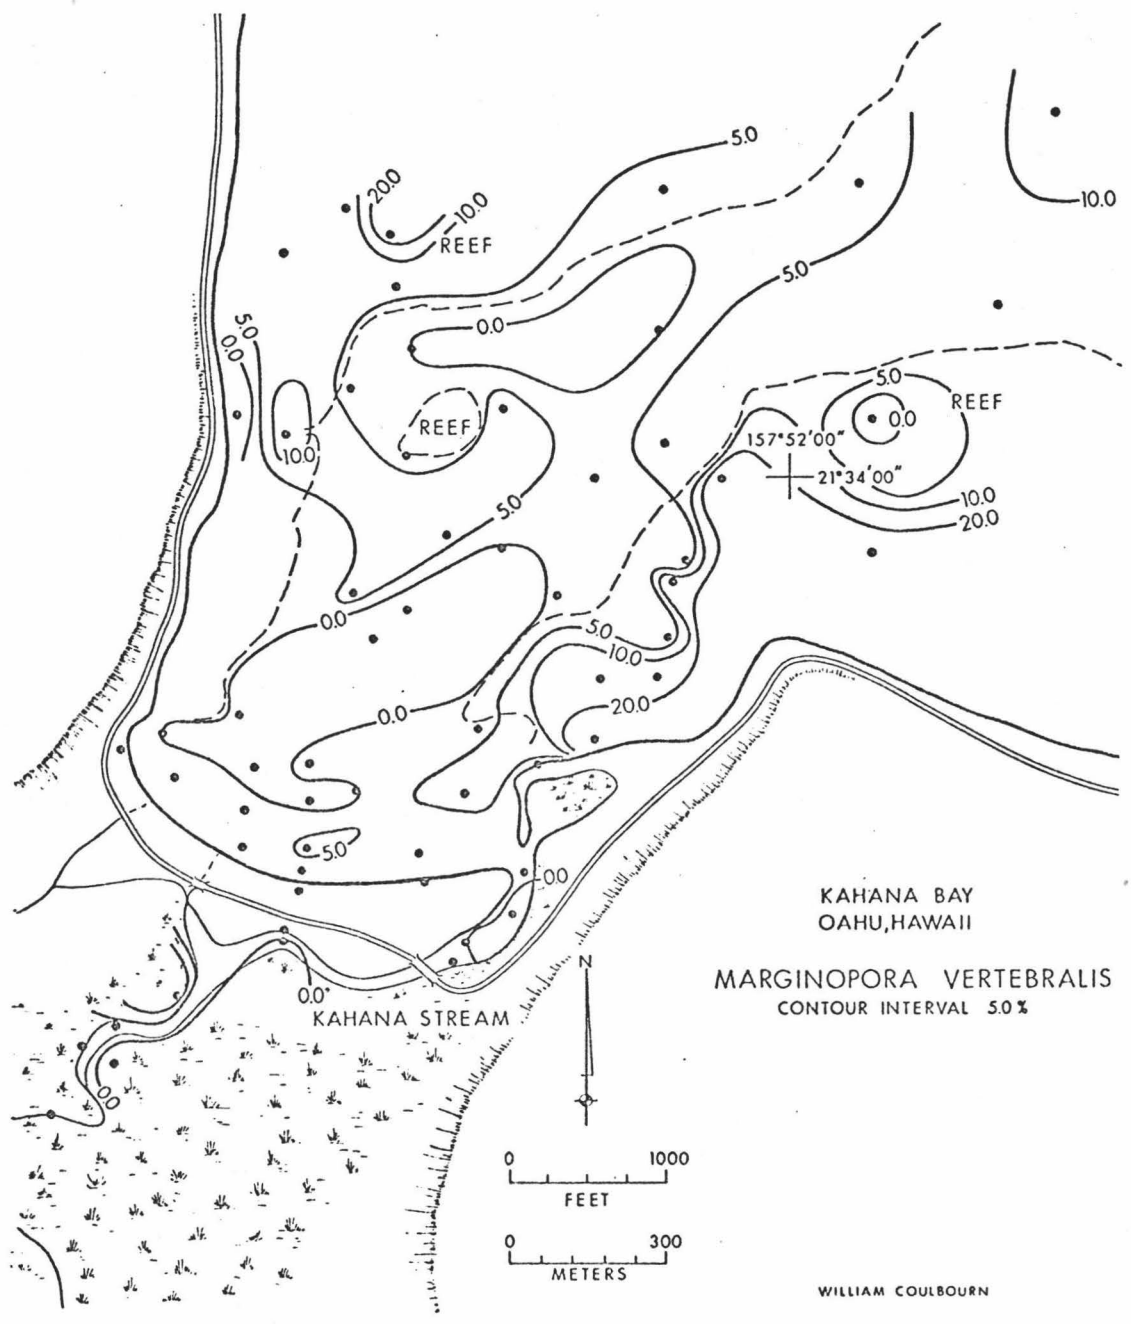 5.0
20.0
10.0
REEF
10.0
5.0
0.0
5.0
0.0
5.0
REEF
0.0
REEF
157°52'00"
21°34'00"
10.0
10.0
20.0
5.0
0.0
5.0
10.0
20.0
0.0
5.0
0.0
KAHANA BAY
OAHU, HAWAII
MARGINOPORA VERTEBRALIS
CONTOUR INTERVAL 5.0%
N
0.0
KAHANA STREAM
0.0
0 1000
FEET
0 300
METERS
WILLIAM COULBOURN